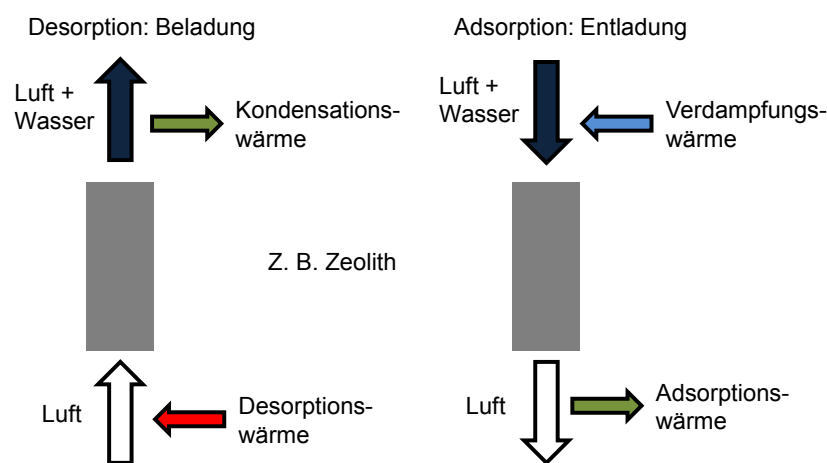 Desorption: Beladung
Luft +
Wasser
Kondensations-
wärme
Luft
Desorptions-
wärme
Z. B. Zeolith
Adsorption: Entladung
Luft +
Wasser
Verdampfungs-
wärme
Luft
Adsorptions-
wärme